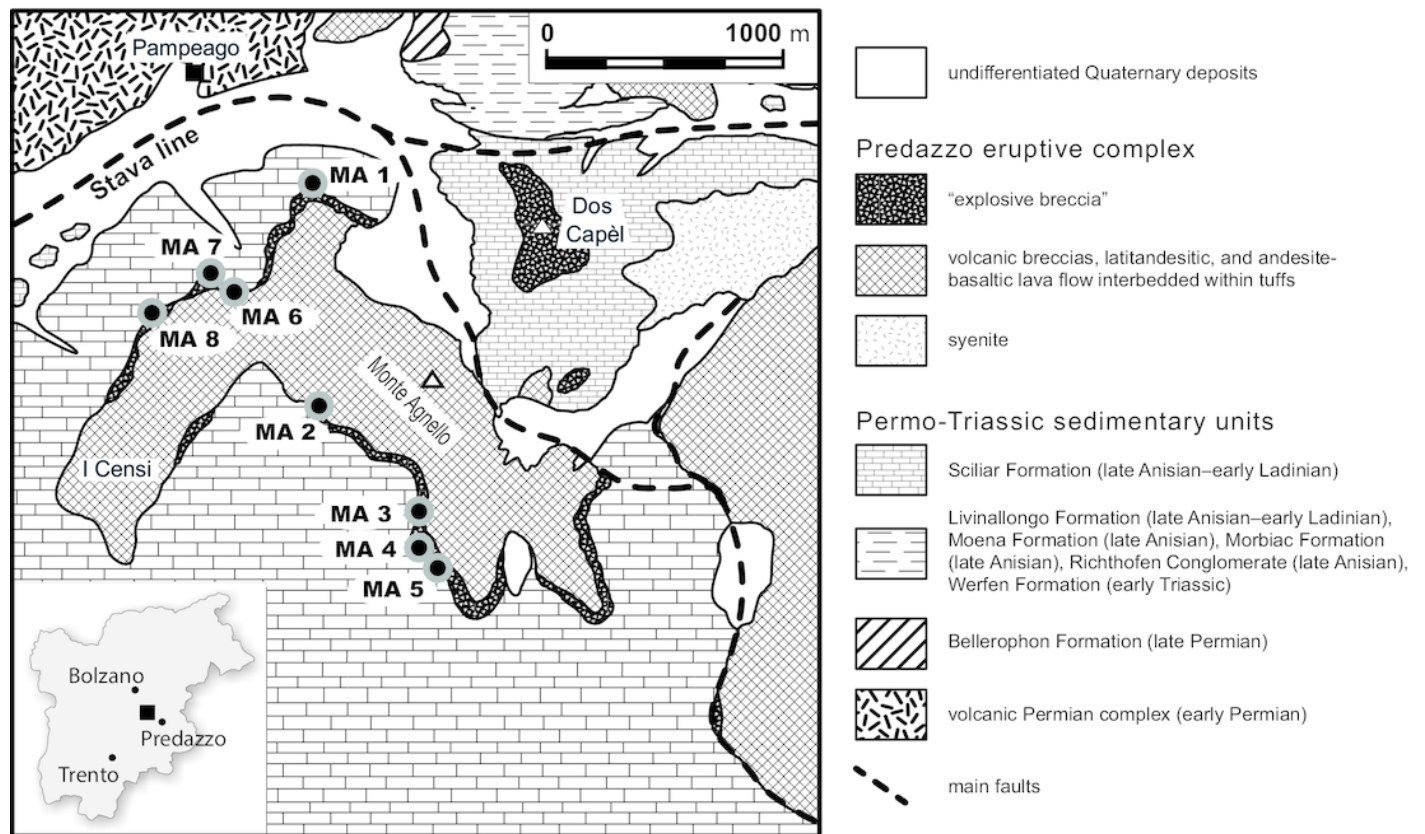 Pampeago
0 1000 m
Stava line
MA 1
Dos
Capèl
MA 7
MA 6
MA 8
Monte Agnello
MA 2
I Censi
MA 3
MA 4
MA 5
Bolzano
Predazzo
Trento
undifferentiated Quaternary deposits
Predazzo eruptive complex
“explosive breccia”
volcanic breccias, latitandesitic, and andesite-
basaltic lava flow interbedded within tuffs
syenite
Permo-Triassic sedimentary units
Sciliar Formation (late Anisian–early Ladinian)
Livinallongo Formation (late Anisian–early Ladinian),
Moena Formation (late Anisian), Morbiac Formation
(late Anisian), Richthofen Conglomerate (late Anisian),
Werfen Formation (early Triassic)
Bellerophon Formation (late Permian)
volcanic Permian complex (early Permian)
main faults